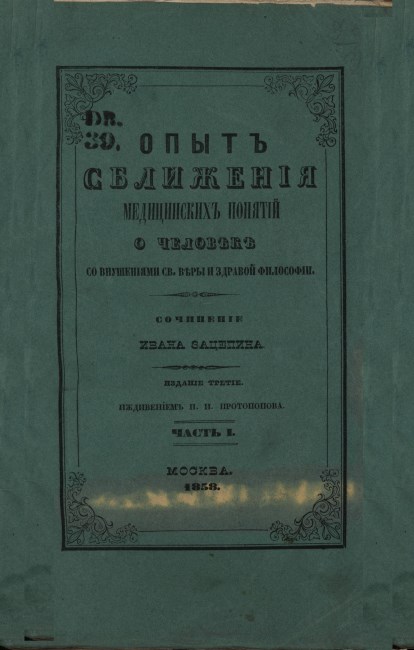 DR.
39.
ОПЫТЪ
СБЛИЖЕНІЯ
МЕДИЦИНСКИХЪ ПОНЯТІЙ
О ЧЕЛОВѢКѢ
СО ВНУШЕНІЯМИ СВ. ВѢРЫ И ЗДРАВОЙ ФИЛОСОФІИ.
СОЧИНЕНІЕ
ИВАНА ЗАЦЕПИНА.
ИЗДАНІЕ ТРЕТІЕ.
ИЖДИВЕНІЕМЪ П. И. ПРОТОПОПОВА.
ЧАСТЬ I.
МОСКВА.
1858.